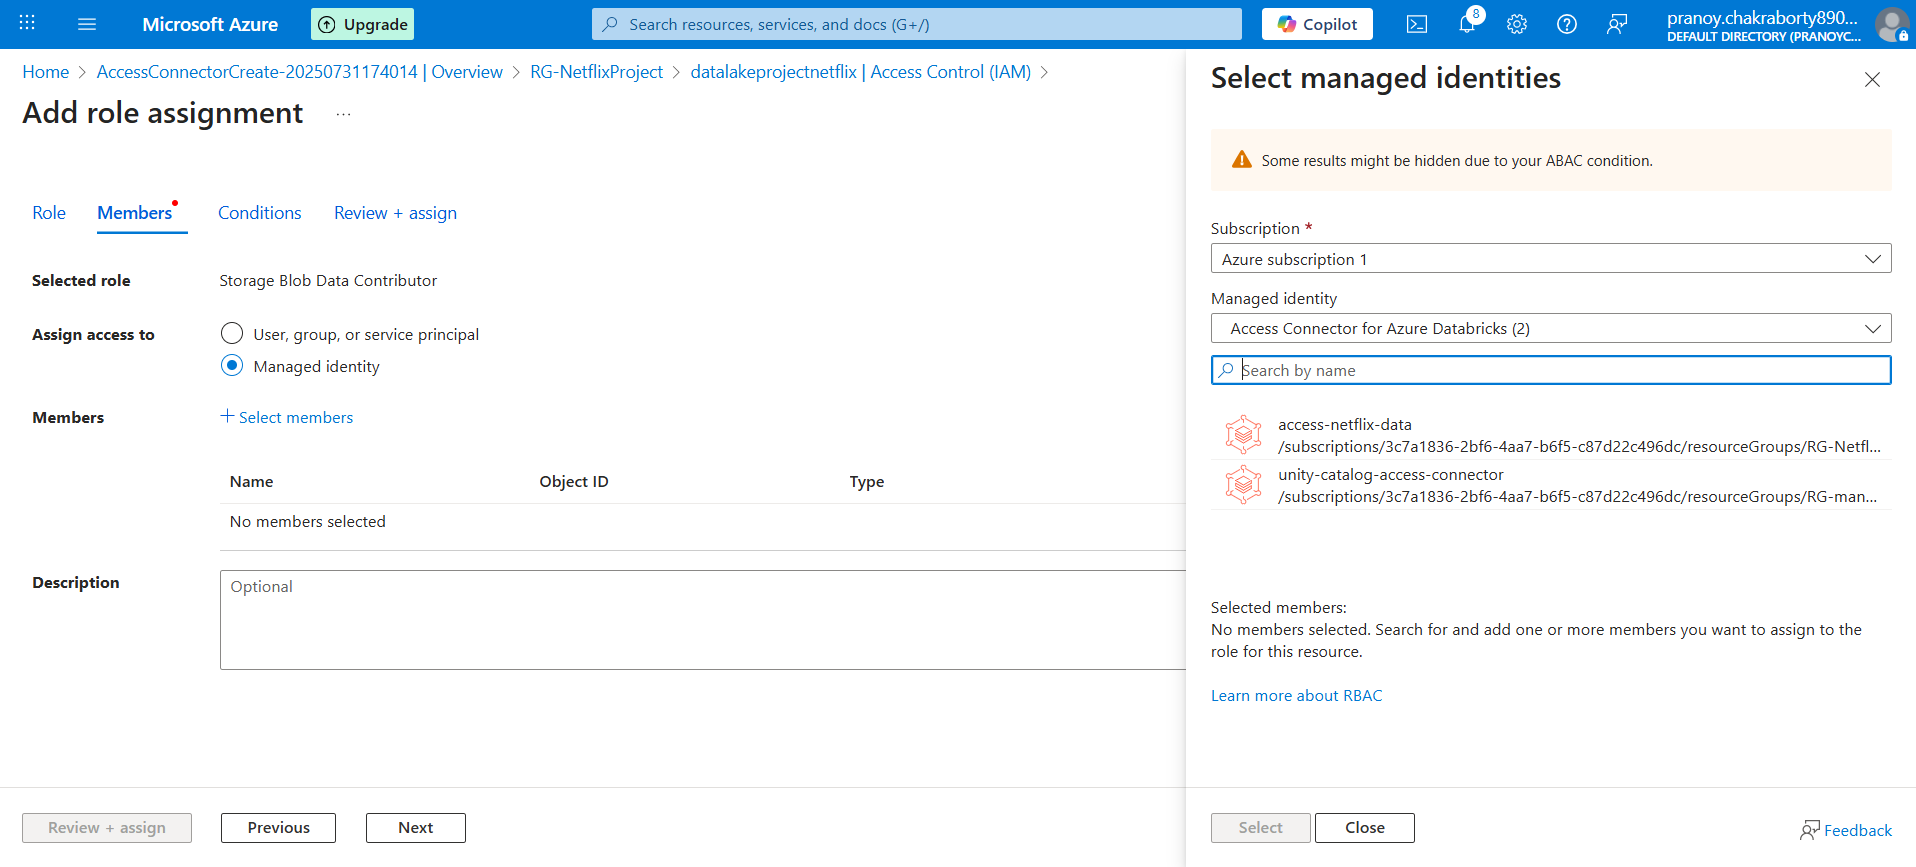 Microsoft Azure
Upgrade
Search resources, services, and docs (G+/)
Copilot
8
pranoy.chakraborty890...
DEFAULT DIRECTORY (PRANOYC...
Home > AccessConnectorCreate-20250731174014 | Overview > RG-NetflixProject > datalakeprojectnetflix | Access Control (IAM) >
Add role assignment ...
Role
Members
Conditions
Review + assign
Selected role
Storage Blob Data Contributor
Assign access to
User, group, or service principal
Managed identity
Members
+ Select members
Name
Object ID
Type
No members selected
Description
Optional
Review + assign
Previous
Next
Select managed identities
Some results might be hidden due to your ABAC condition.
Subscription *
Azure subscription 1
Managed identity
Access Connector for Azure Databricks (2)
Search by name
access-netflix-data
/subscriptions/3c7a1836-2bf6-4aa7-b6f5-c87d22c496dc/resourceGroups/RG-Netfl...
unity-catalog-access-connector
/subscriptions/3c7a1836-2bf6-4aa7-b6f5-c87d22c496dc/resourceGroups/RG-man...
Selected members:
No members selected. Search for and add one or more members you want to assign to the
role for this resource.
Learn more about RBAC
Select
Close
Feedback